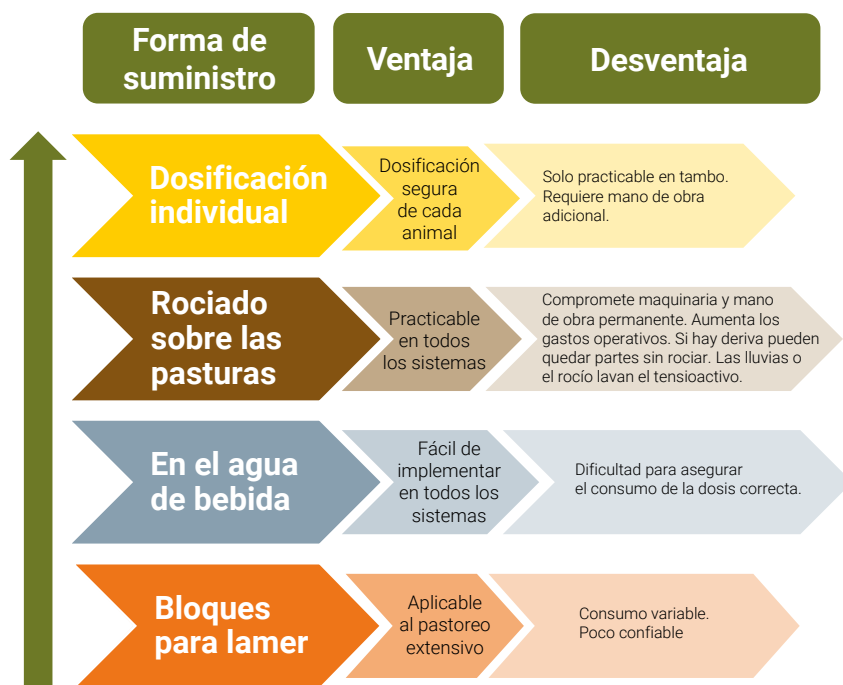 Forma de
suministro
Ventaja
Desventaja
Dosificación
individual
Dosificación
segura
de cada
animal
Solo practicable en tambo.
Requiere mano de obra
adicional.
Rociado
sobre las
pasturas
Practicable
en todos
los sistemas
Compromete maquinaria y mano
de obra permanente. Aumenta los
gastos operativos. Si hay deriva pueden
quedar partes sin rociar. Las lluvias o
el rocío lavan el tensioactivo.
En el agua
de bebida
Fácil de
implementar
en todos los
sistemas
Dificultad para asegurar
el consumo de la dosis correcta.
Bloques
para lamer
Aplicable
al pastoreo
extensivo
Consumo variable.
Poco confiable